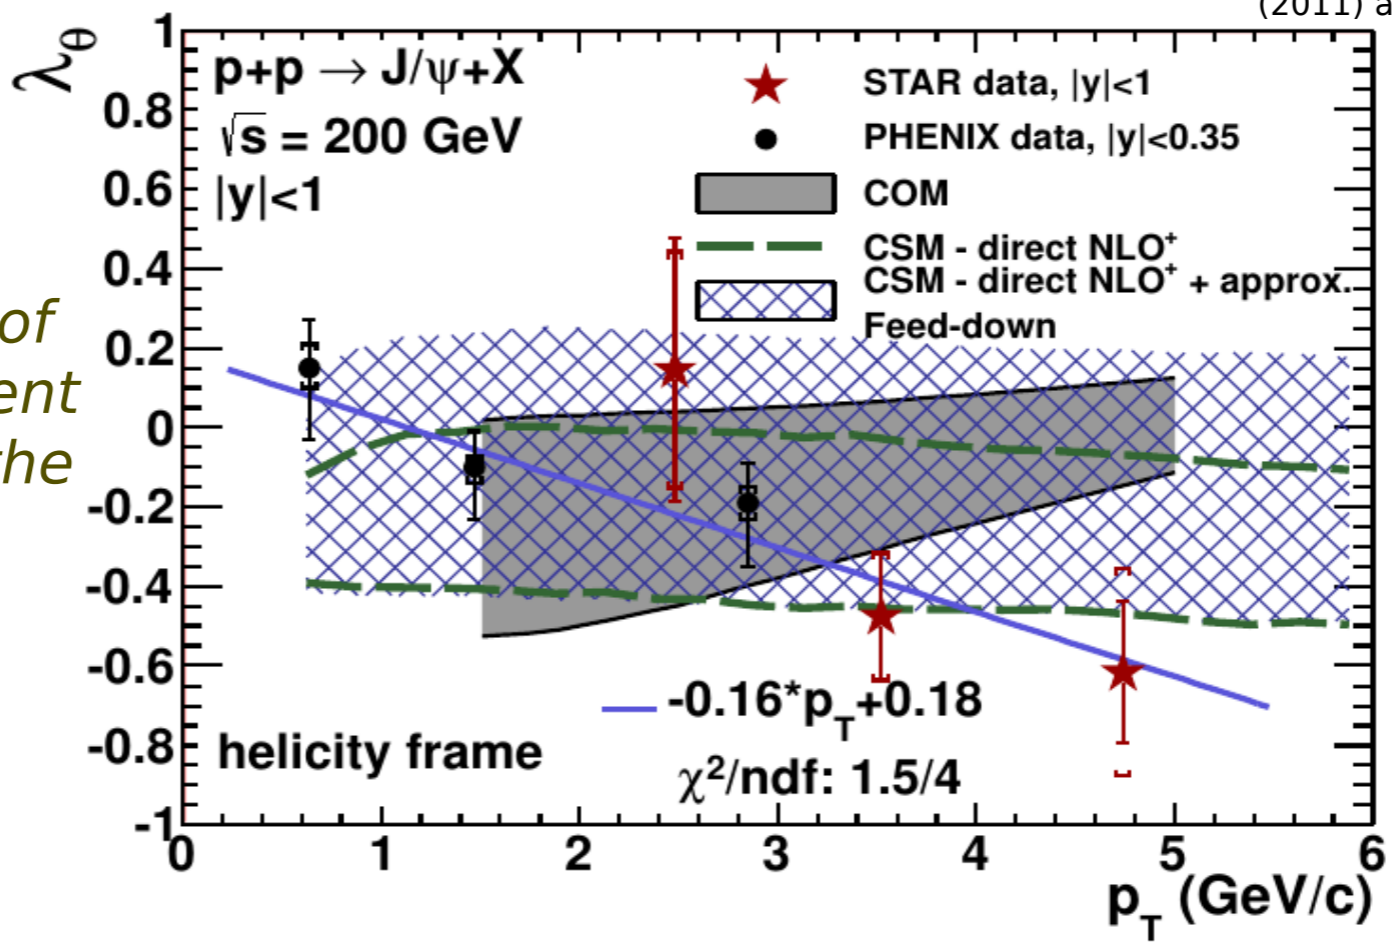 (2011) a
λθ
p+p → J/ψ+X
√s = 200 GeV
|y|<1
STAR data, |y|<1
PHENIX data, |y|<0.35
COM
CSM - direct NLO⁺
CSM - direct NLO⁺ + approx.
Feed-down
of
ent
the
1
0.8
0.6
0.4
0.2
0
-0.2
-0.4
-0.6
-0.8
-1
-0.16*pT+0.18
χ²/ndf: 1.5/4
helicity frame
0 1 2 3 4 5 6
pT (GeV/c)